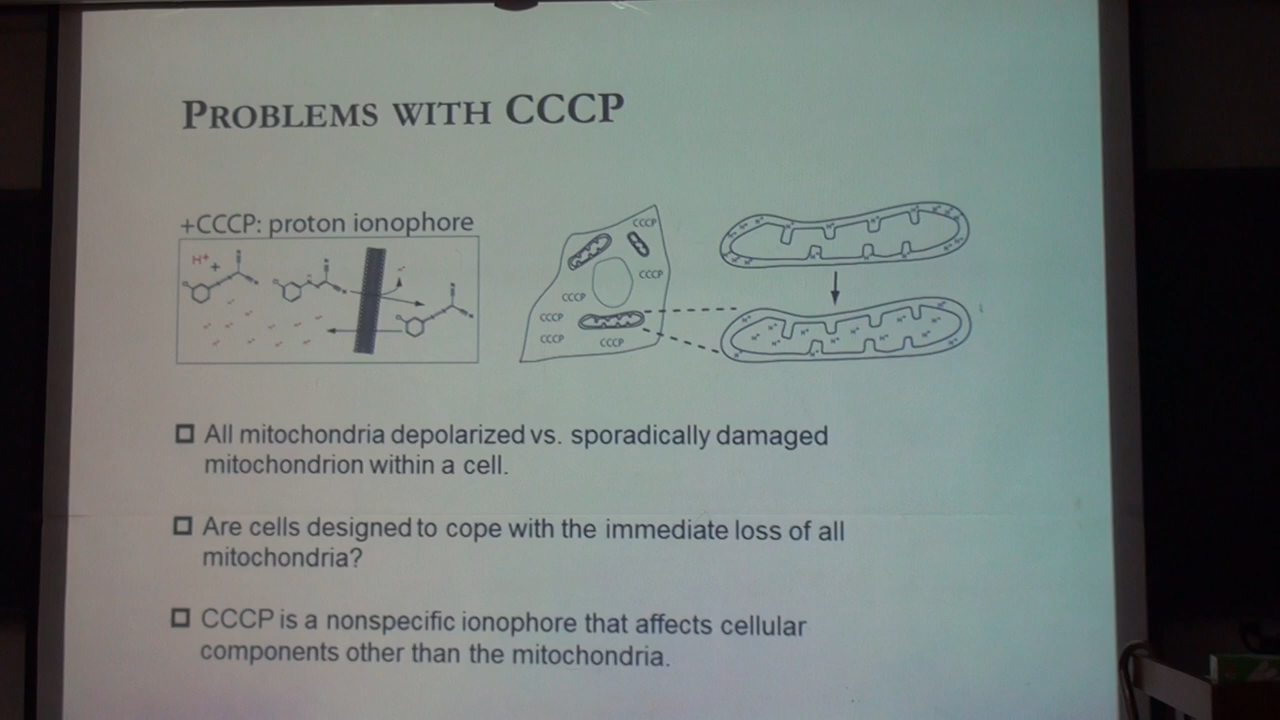 PROBLEMS WITH CCCP
+CCCP: proton ionophore
H+
+
CCCP
CCCP
CCCP
CCCP
CCCP
CCCP
All mitochondria depolarized vs. sporadically damaged
mitochondrion within a cell.
Are cells designed to cope with the immediate loss of all
mitochondria?
CCCP is a nonspecific ionophore that affects cellular
components other than the mitochondria.